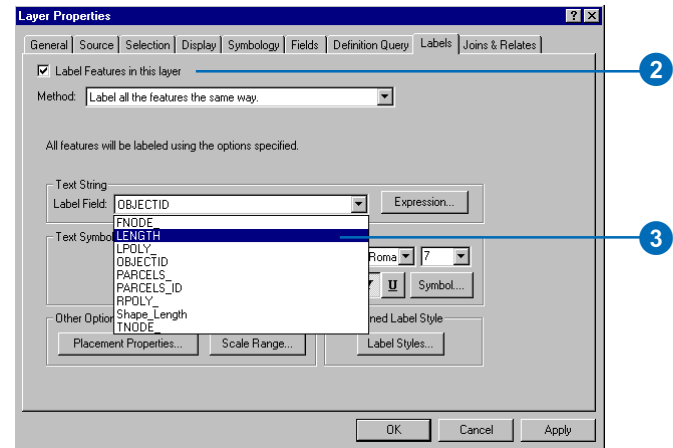 Layer Properties
General Source Selection Display Symbology Fields Definition Query Labels Joins & Relates
Label Features in this layer
2
Method: Label all the features the same way.
All features will be labeled using the options specified.
Text String
Label Field: OBJECTID Expression...
FNODE_
Text Symbo LENGTH
3
LPOLY_
Roma 7
OBJECTID
PARCELS_
PARCELS_ID
U Symbol....
RPOLY_
Shape_Length
Other Option ned Label Style
TNODE_
Placement Properties... Scale Range... Label Styles...
OK Cancel Apply